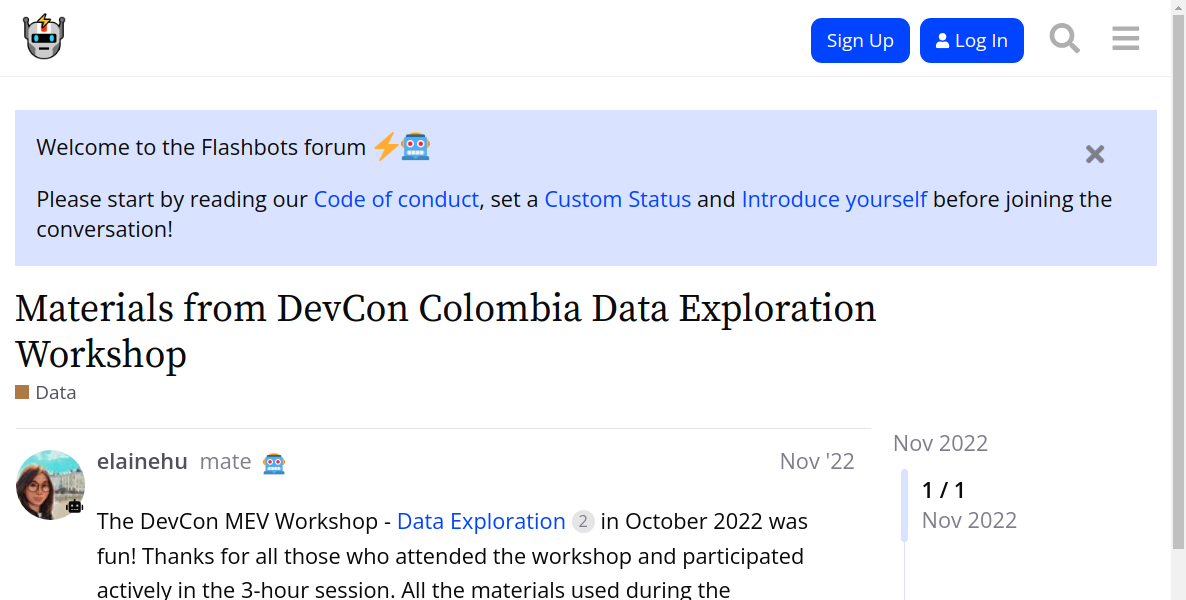 Sign Up
Log In
Welcome to the Flashbots forum
Please start by reading our Code of conduct, set a Custom Status and Introduce yourself before joining the
conversation!
Materials from DevCon Colombia Data Exploration
Workshop
Data
elainehu mate
Nov '22
Nov 2022
1 / 1
Nov 2022
The DevCon MEV Workshop - Data Exploration 2 in October 2022 was
fun! Thanks for all those who attended the workshop and participated
actively in the 3-hour session. All the materials used during the